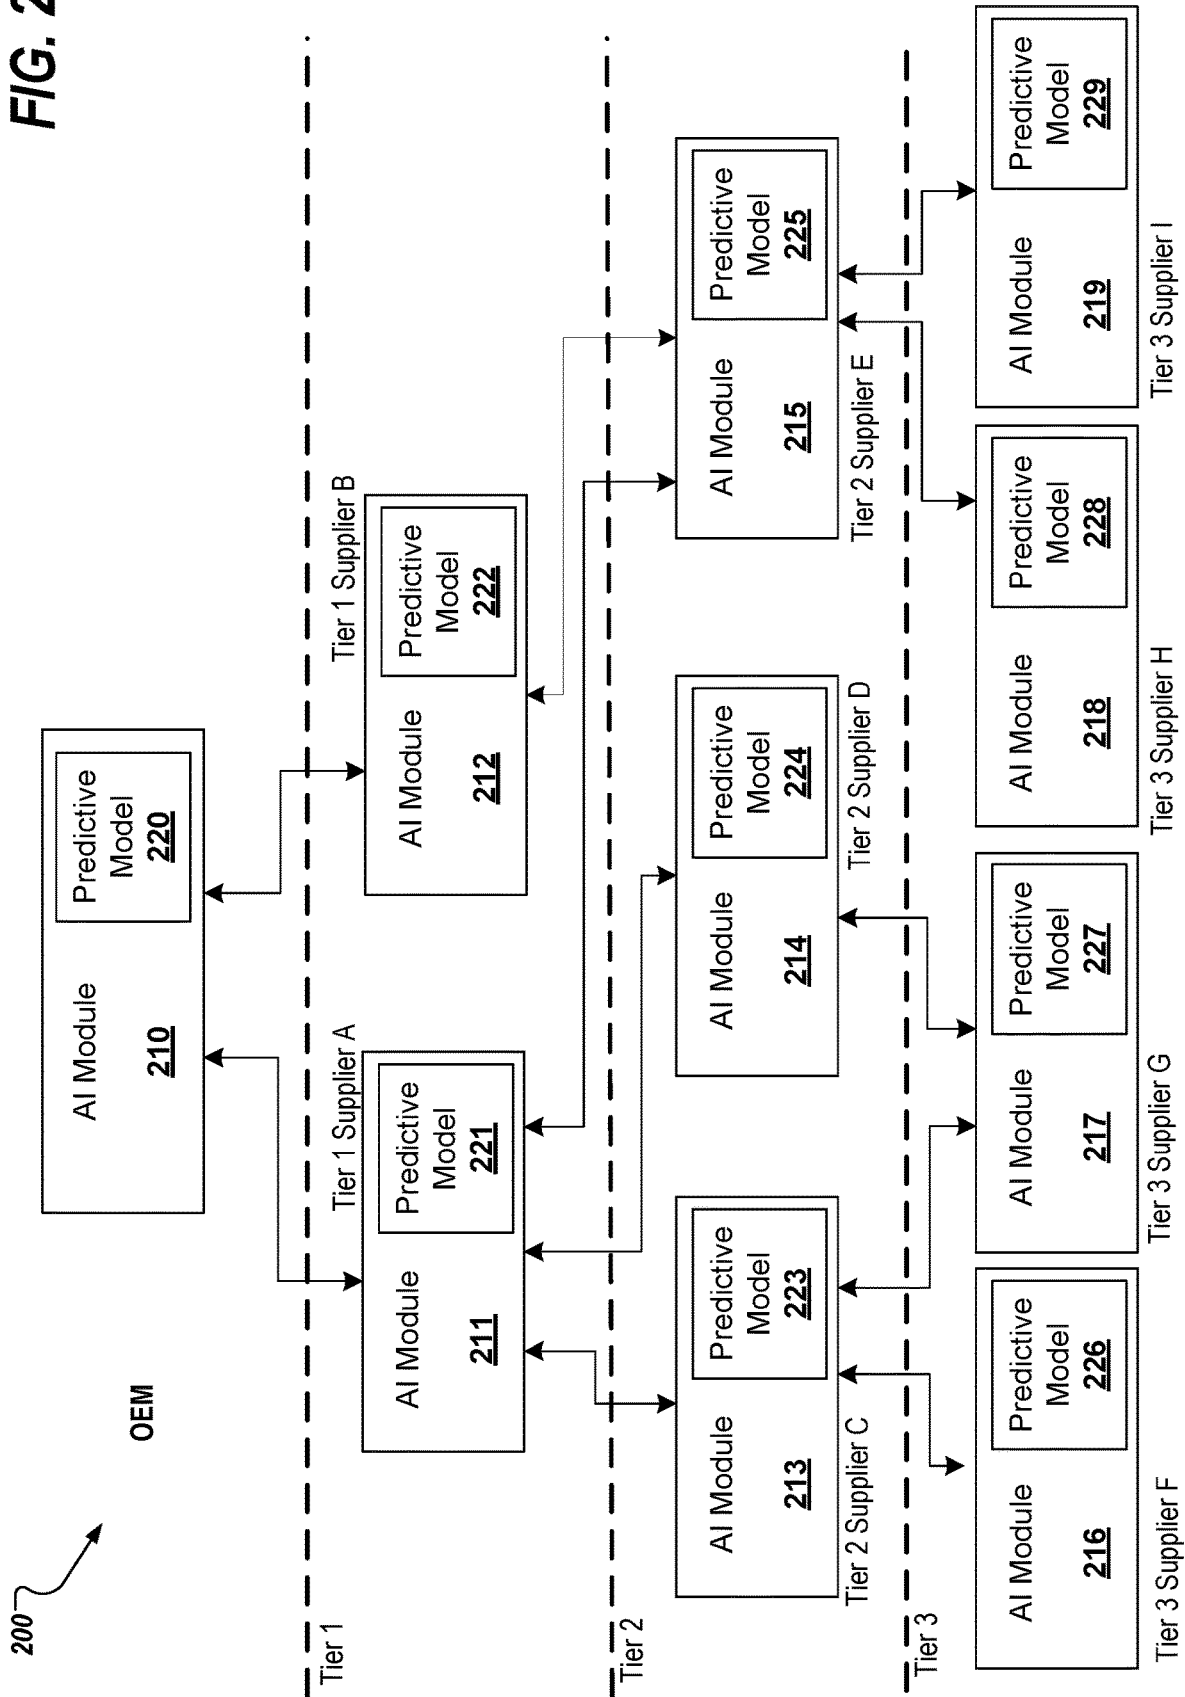 FIG. 2
200
OEM
AI Module
210
Predictive
Model
220
Tier 1
Tier 1 Supplier A
AI Module
211
Predictive
Model
221
Tier 1 Supplier B
AI Module
212
Predictive
Model
222
Tier 2
AI Module
213
Predictive
Model
223
Tier 2 Supplier C
AI Module
214
Predictive
Model
224
Tier 2 Supplier D
AI Module
215
Predictive
Model
225
Tier 2 Supplier E
Tier 3
AI Module
216
Predictive
Model
226
Tier 3 Supplier F
AI Module
217
Predictive
Model
227
Tier 3 Supplier G
AI Module
218
Predictive
Model
228
Tier 3 Supplier H
AI Module
219
Predictive
Model
229
Tier 3 Supplier I